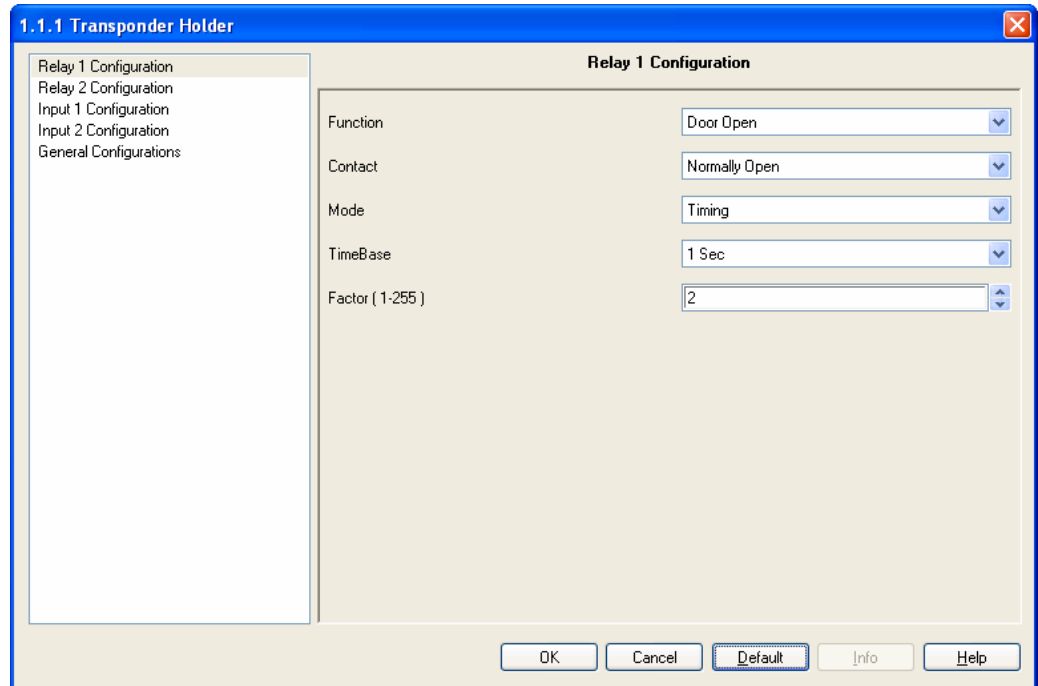 1.1.1 Transponder Holder
Relay 1 Configuration
Relay 2 Configuration
Input 1 Configuration
Input 2 Configuration
General Configurations
Relay 1 Configuration
Function Door Open
Contact Normally Open
Mode Timing
TimeBase 1 Sec
Factor ( 1-255 ) 2
OK Cancel Default Info Help